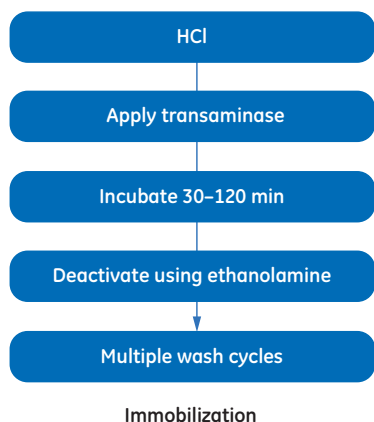 HCl
Apply transaminase
Incubate 30–120 min
Deactivate using ethanolamine
Multiple wash cycles
Immobilization